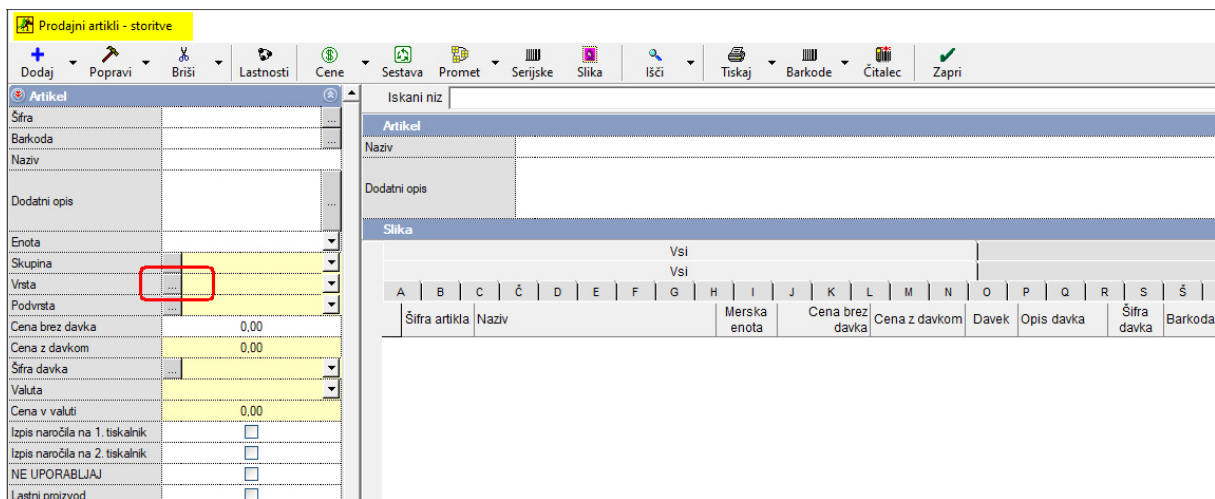 Prodajni artikli - storitve
Dodaj Popravi Briši Lastnosti Cene Sestava Promet Serijske Slika Išči Tiskaj Barkode Čitalec Zapri
Artikel
Šifra ...
Barkoda ...
Naziv
Dodatni opis ...
Enota
Skupina ...
Vrsta ...
Podvrsta ...
Cena brez davka 0,00
Cena z davkom 0,00
Šifra davka ...
Valuta
Cena v valuti 0,00
Izpis naročila na 1. tiskalnik
Izpis naročila na 2. tiskalnik
NE UPORABLJAJ
Lastni proizvod
Iskani niz
Artikel
Naziv
Dodatni opis
Slika
Vsi
Vsi
A B C Č D E F G H I J K L M N O P Q R S Š
Šifra artikla Naziv Merska enota Cena brez davka Cena z davkom Davek Opis davka Šifra davka Barkoda